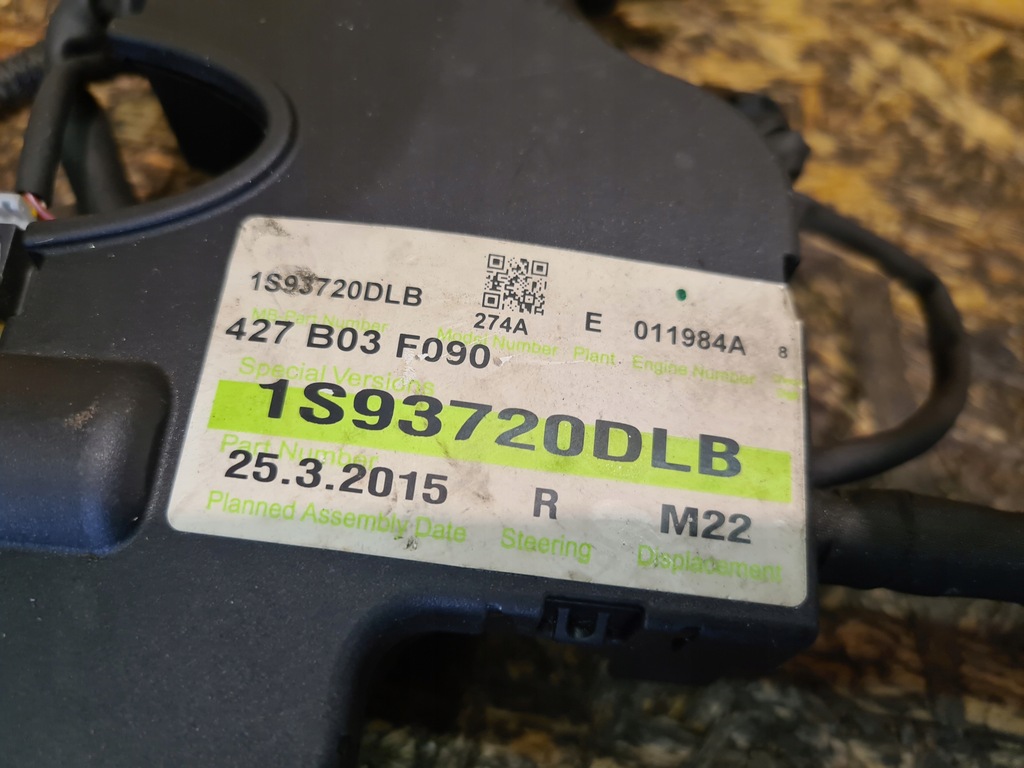 1S93720DLB 274A E 011984A 8
MB Part Number Model Number Plant Engine Number
427 B03 F090
Special Versions
1S93720DLB
Part Number
25.3.2015 R M22
Planned Assembly Date Steering Displacement